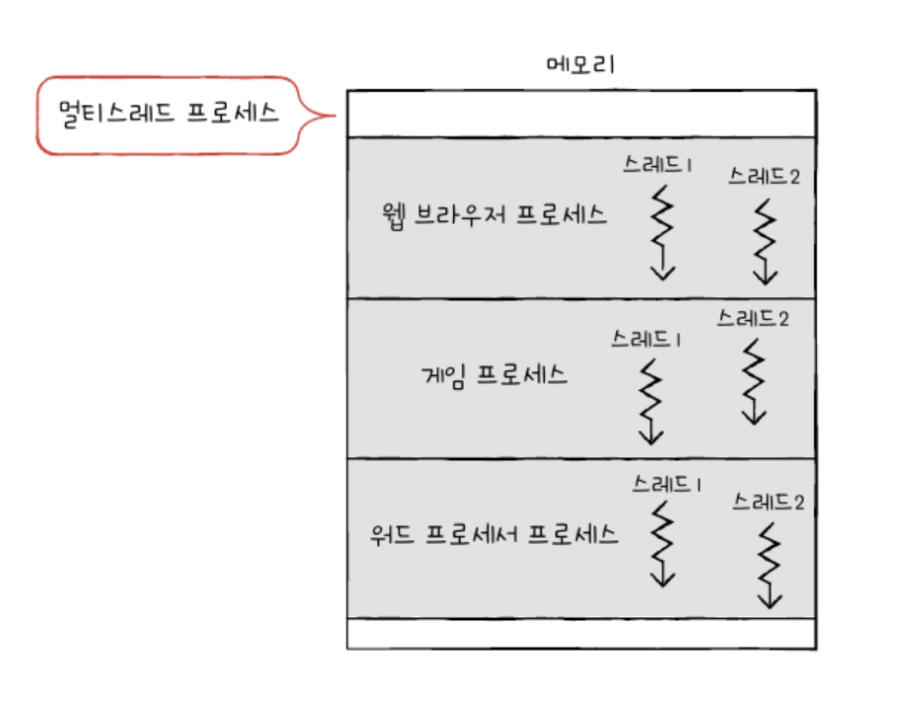 메모리
멀티스레드 프로세스
스레드1
스레드2
웹 브라우저 프로세스
스레드2
스레드1
게임 프로세스
스레드1
스레드2
워드 프로세서 프로세스